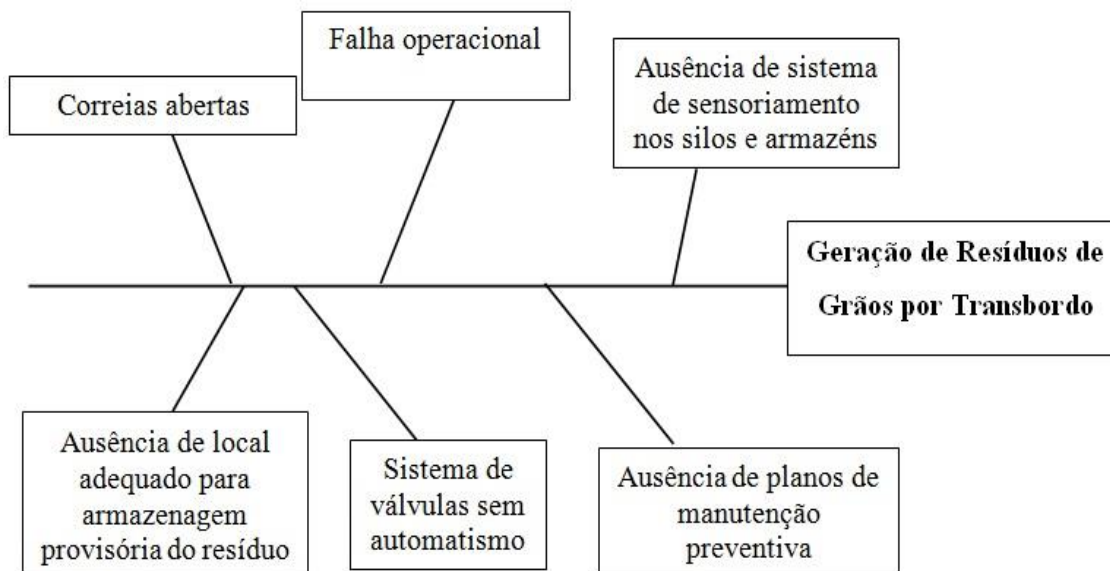 Falha operacional
Correias abertas
Ausência de sistema
de sensoriamento
nos silos e armazéns
Geração de Resíduos de
Grãos por Transbordo
Ausência de local
adequado para
armazenagem
provisória do resíduo
Sistema de
válvulas sem
automatismo
Ausência de planos de
manutenção
preventiva